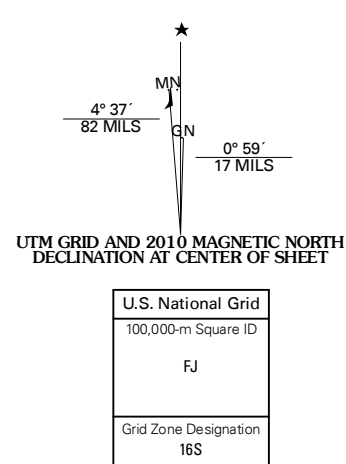 ★
MN
4° 37´
82 MILS
GN
0° 59´
17 MILS
UTM GRID AND 2010 MAGNETIC NORTH
DECLINATION AT CENTER OF SHEET
U.S. National Grid
100,000-m Square ID
FJ
Grid Zone Designation
16S